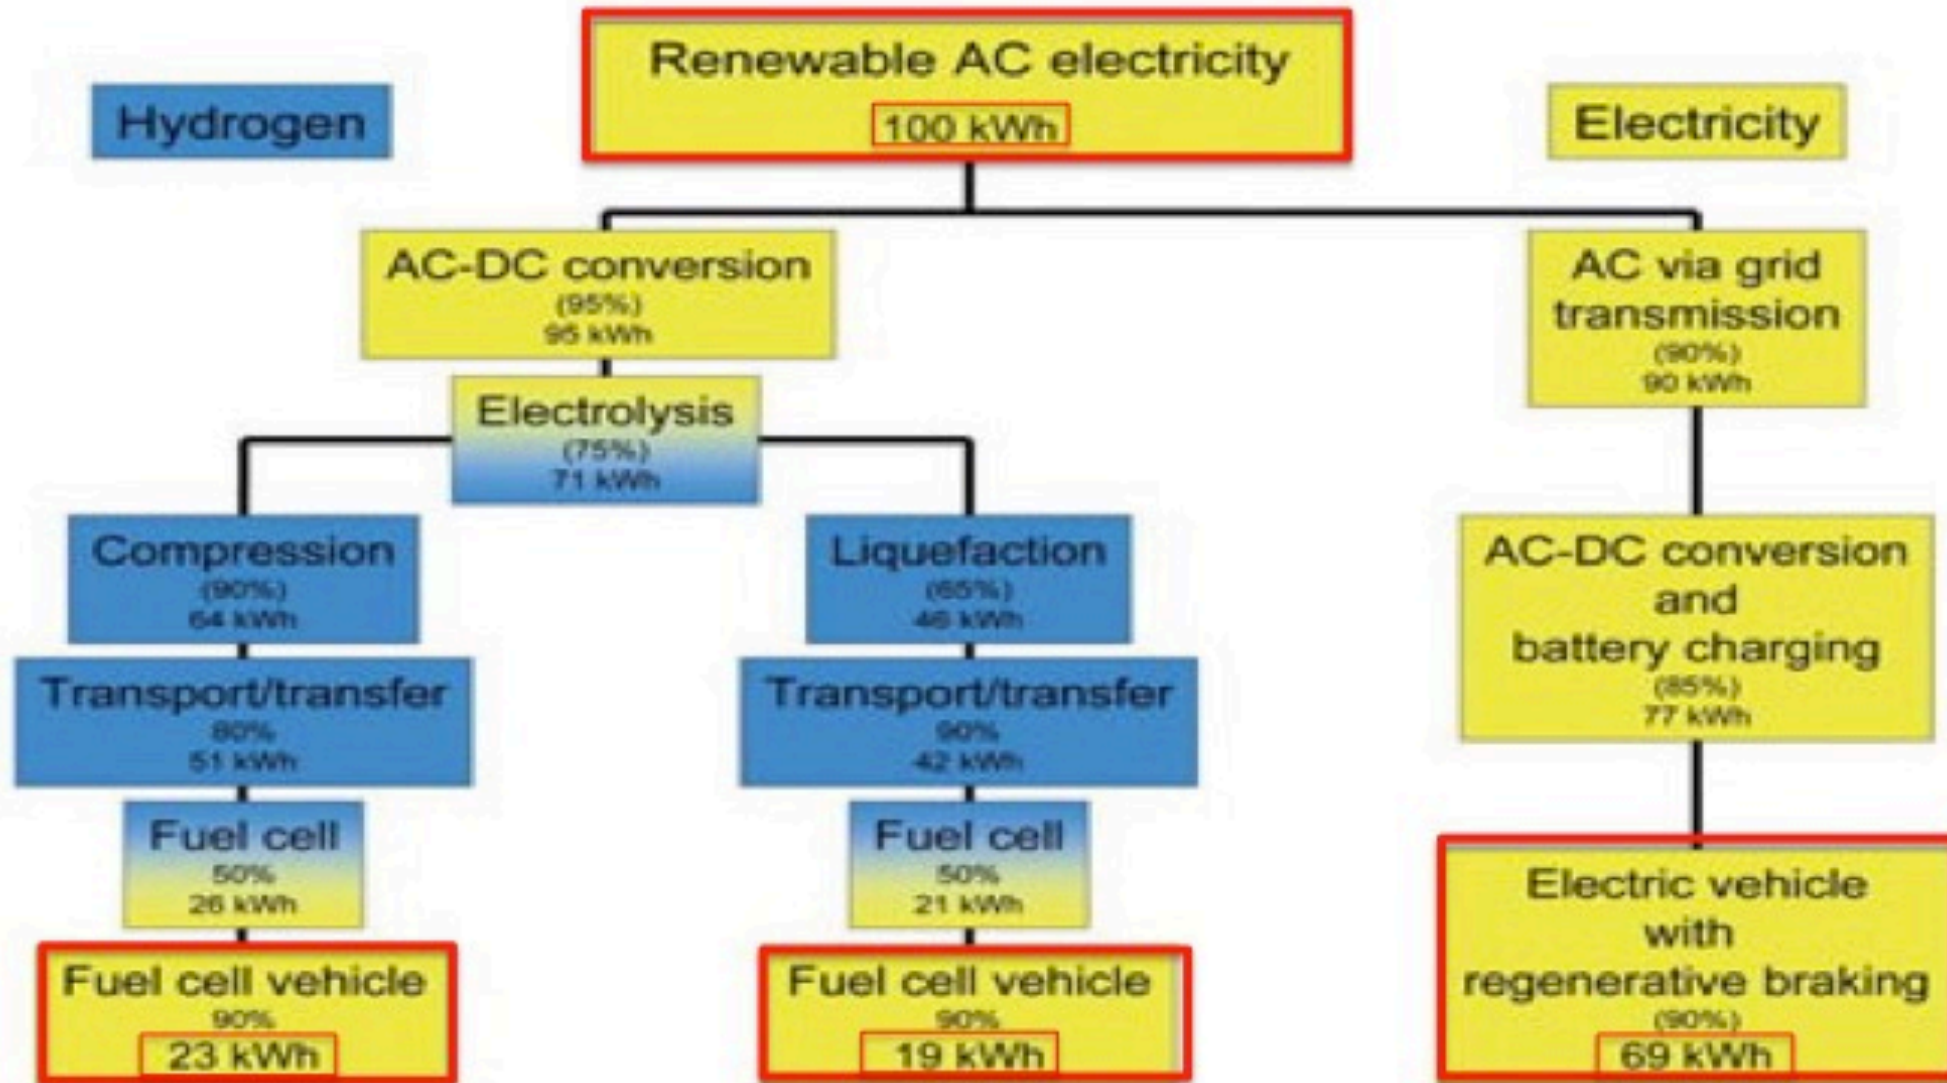 Renewable AC electricity
100 kWh
Hydrogen
Electricity
AC-DC conversion
(95%)
95 kWh
AC via grid
transmission
(90%)
90 kWh
Electrolysis
(75%)
71 kWh
Compression
(90%)
64 kWh
Liquefaction
(65%)
46 kWh
AC-DC conversion
and
battery charging
(85%)
77 kWh
Transport/transfer
80%
51 kWh
Transport/transfer
90%
42 kWh
Fuel cell
50%
26 kWh
Fuel cell
50%
21 kWh
Electric vehicle
with
regenerative braking
(90%)
69 kWh
Fuel cell vehicle
90%
23 kWh
Fuel cell vehicle
90%
19 kWh